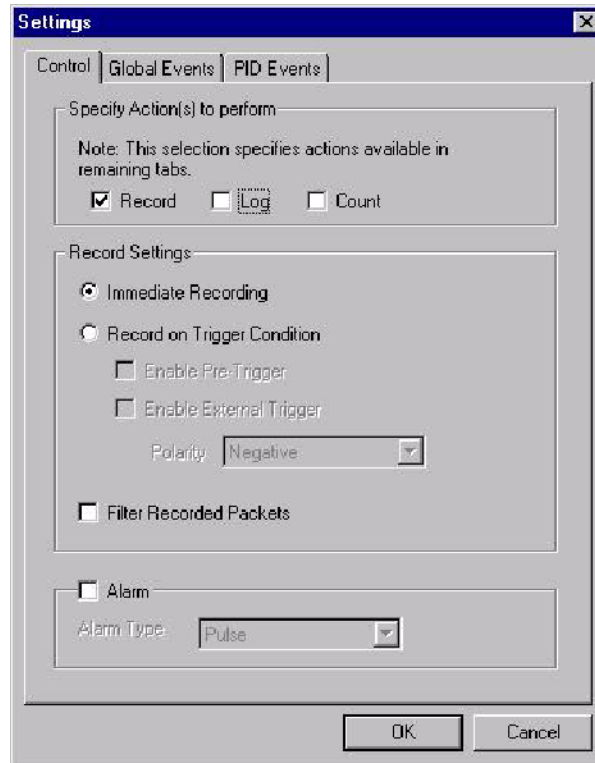 Settings
Control Global Events PID Events
Specify Action(s) to perform
Note: This selection specifies actions available in
remaining tabs.
Record Log Count
Record Settings
Immediate Recording
Record on Trigger Condition
Enable Pre-Trigger
Enable External Trigger
Polarity Negative
Filter Recorded Packets
Alarm
Alarm Type Pulse
OK Cancel